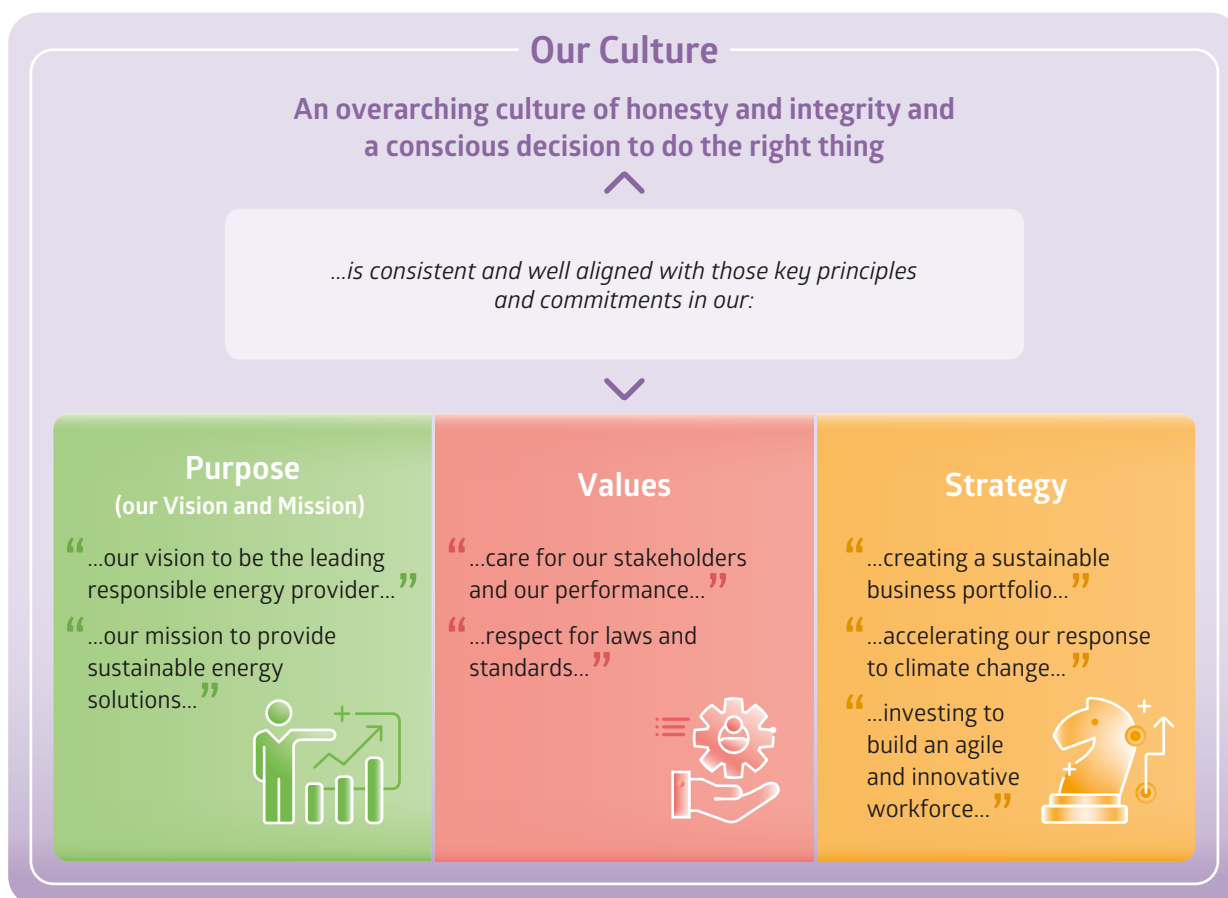 Our Culture
An overarching culture of honesty and integrity and
a conscious decision to do the right thing
...is consistent and well aligned with those key principles
and commitments in our:
Purpose
(our Vision and Mission)
“...our vision to be the leading
responsible energy provider...”
“...our mission to provide
sustainable energy
solutions...”
Values
“...care for our stakeholders
and our performance...”
“...respect for laws and
standards...”
Strategy
“...creating a sustainable
business portfolio...”
“...accelerating our response
to climate change...”
“...investing to
build an agile
and innovative
workforce...”